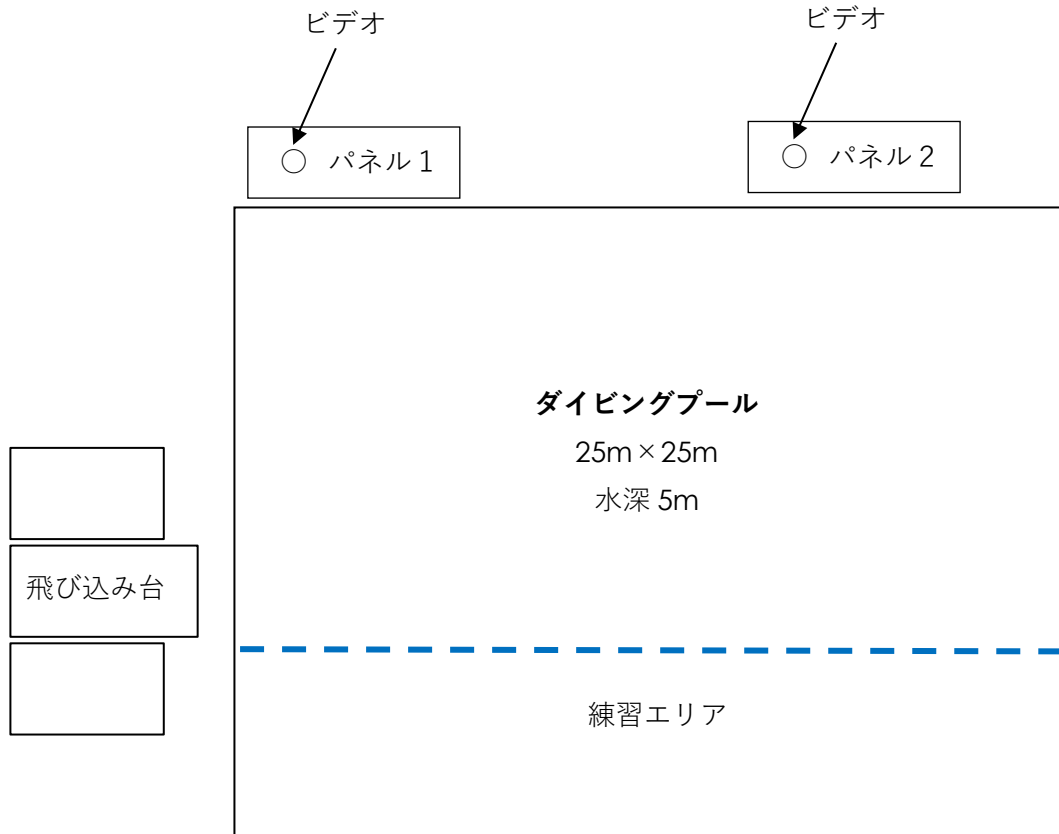 ビデオ
ビデオ
パネル1
パネル2
ダイビングプール
25m×25m
水深 5m
飛び込み台
練習エリア